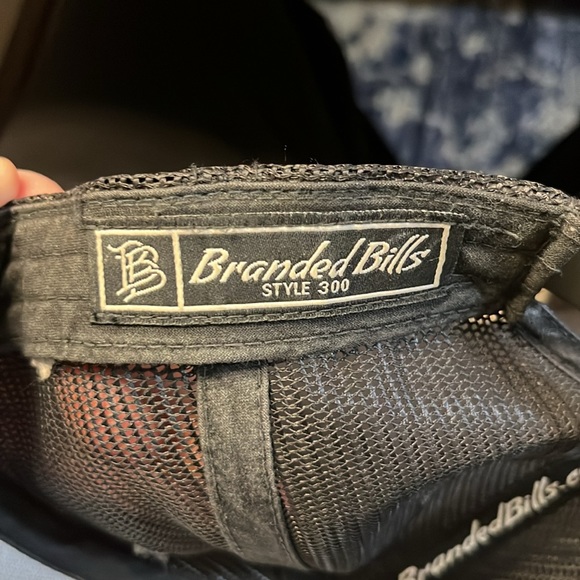 BB
Branded Bills
STYLE 300
BrandedBills.c